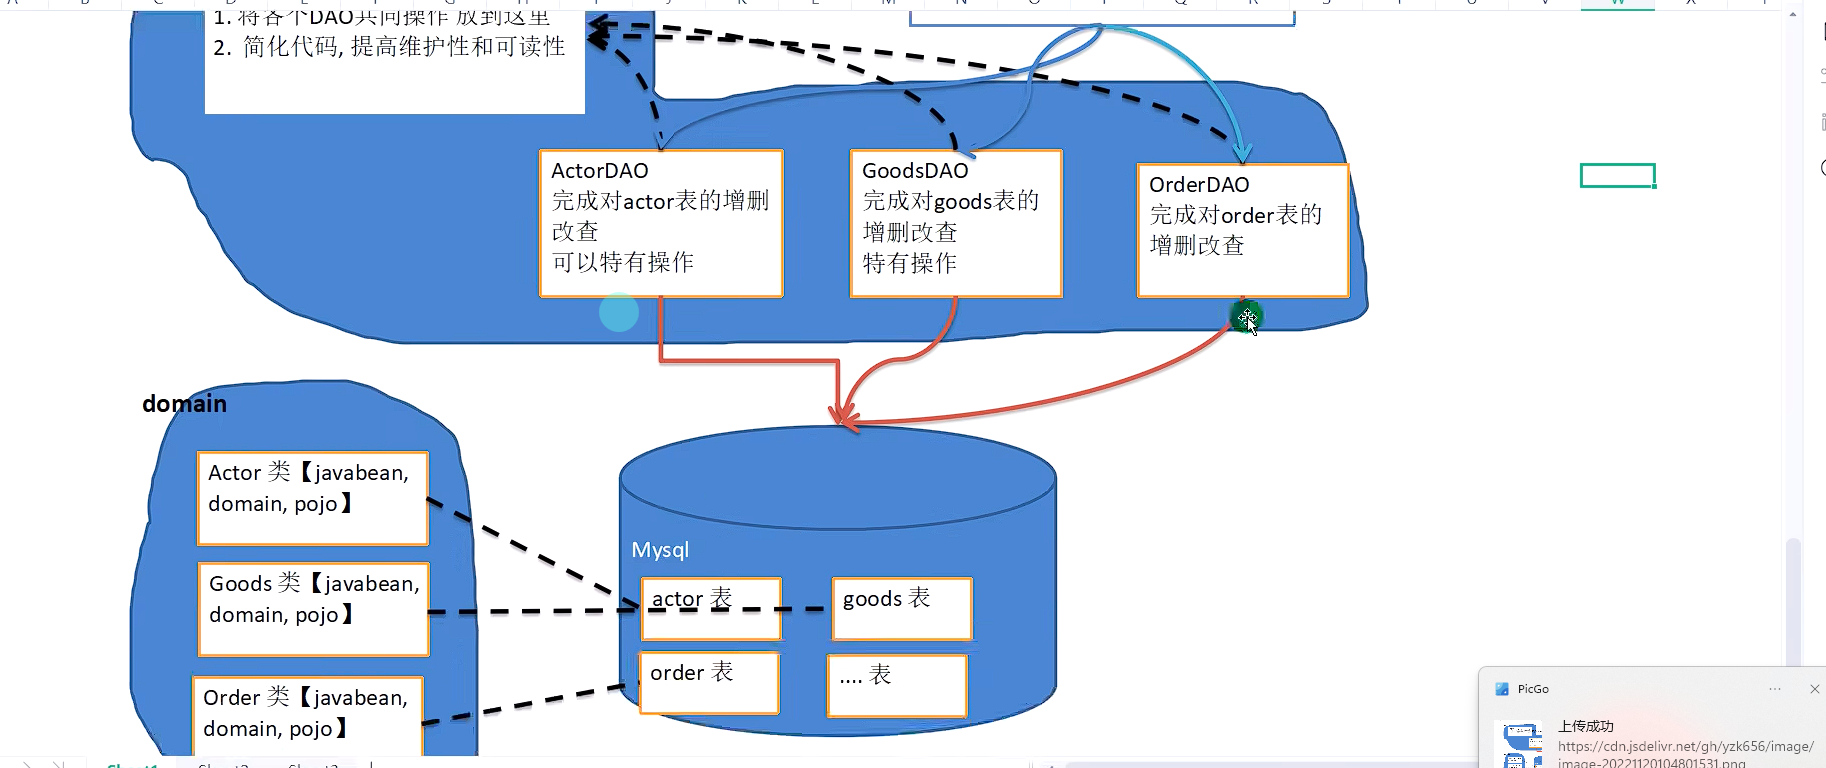 1. 将各个DAO共同操作 放到这里
2. 简化代码, 提高维护性和可读性
ActorDAO
完成对actor表的增删
改查
可以特有操作
GoodsDAO
完成对goods表的
增删改查
特有操作
OrderDAO
完成对order表的
增删改查
domain
Actor 类【javabean,
domain, pojo】
Goods 类【javabean,
domain, pojo】
Order 类【javabean,
domain, pojo】
Mysql
actor 表
goods 表
order 表
.... 表
PicGo
上传成功
https://cdn.jsdelivr.net/gh/yzk656/image/
image-20221120104801531.png